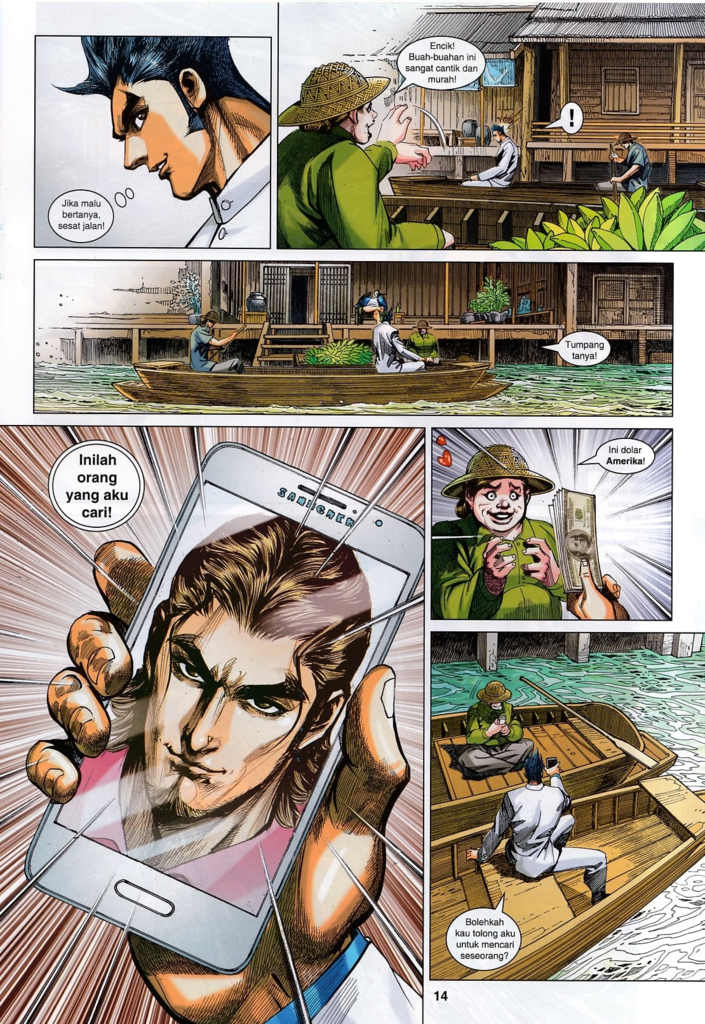 Jika malu
bertanya,
sesat jalan!
Encik!
Buah-buahan ini
sangat cantik dan
murah!
!
Tumpang
tanya!
Inilah
orang
yang aku
cari!
Ini dolar
Amerika!
Bolehkah
kau tolong aku
untuk mencari
seseorang?
14